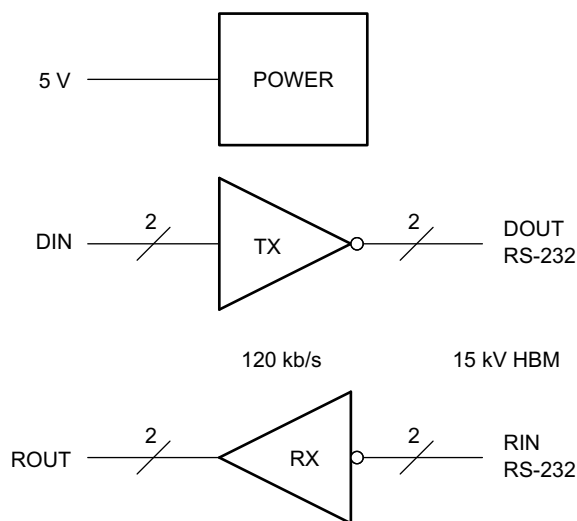 5 V
POWER
2
2
DIN
TX
DOUT
RS-232
120 kb/s
15 kV HBM
2
2
ROUT
RX
RIN
RS-232